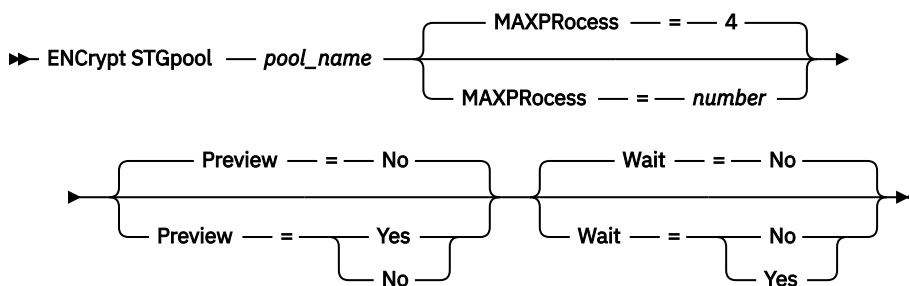 MAXPRocess = 4
ENCrypt STGpool pool_name
MAXPRocess = number
Preview = No
Wait = No
Preview = Yes
No
Wait = No
Yes